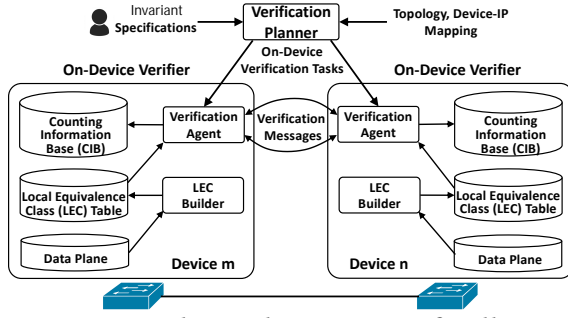 Invariant
Specifications
Verification
Planner
Topology, Device-IP
Mapping
On-Device
Verification Tasks
On-Device Verifier
On-Device Verifier
Counting
Information
Base (CIB)
Verification
Agent
Verification
Messages
Verification
Agent
Counting
Information
Base (CIB)
Local Equivalence
Class (LEC) Table
LEC
Builder
LEC
Builder
Local Equivalence
Class (LEC) Table
Data Plane
Device m
Device n
Data Plane